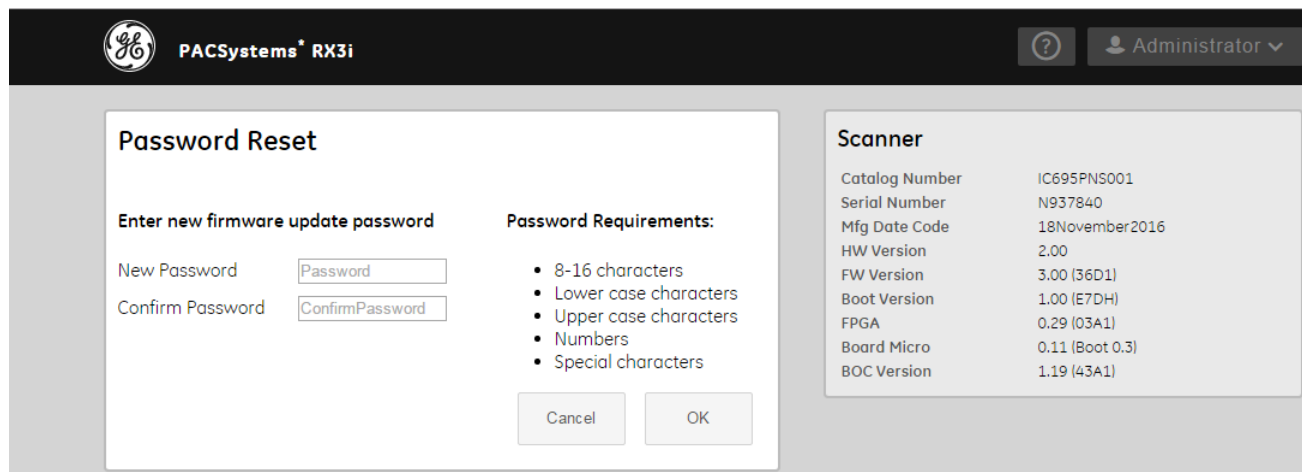 PACSystems* RX3i
Administrator
Password Reset
Enter new firmware update password
New Password Password
Confirm Password ConfirmPassword
Password Requirements:
• 8-16 characters
• Lower case characters
• Upper case characters
• Numbers
• Special characters
Cancel OK
Scanner
Catalog Number IC695PNS001
Serial Number N937840
Mfg Date Code 18November2016
HW Version 2.00
FW Version 3.00 (36D1)
Boot Version 1.00 (E7DH)
FPGA 0.29 (03A1)
Board Micro 0.11 (Boot 0.3)
BOC Version 1.19 (43A1)